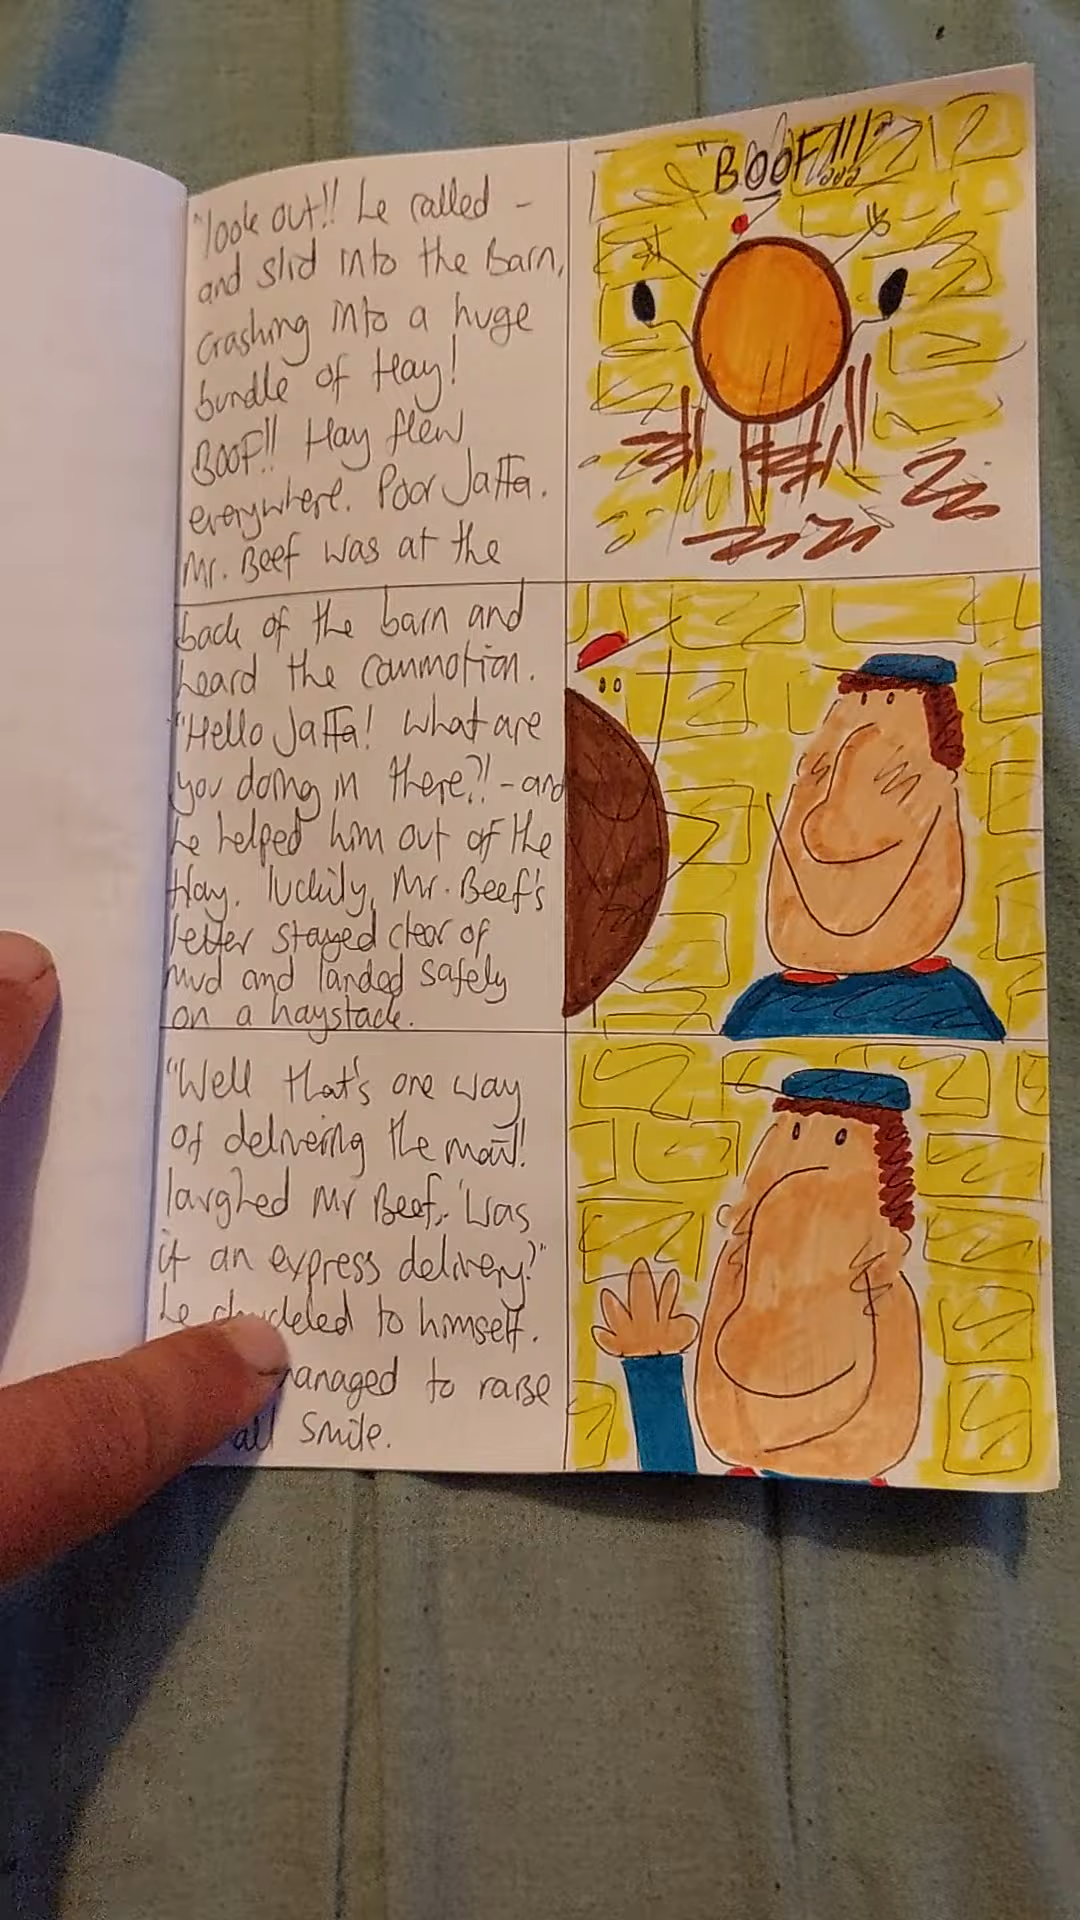 "look out!! he called -
and slid into the Barn,
crashing into a huge
bundle of Hay!
BOOF!! Hay flew
everywhere. Poor Jaffa.
Mr. Beef was at the
"BOOF!!!"
back of the barn and
heard the commotion.
"Hello Jaffa! What are
you doing in there?! - and
he helped him out of the
Hay. luckily, Mr. Beef's
letter stayed clear of
mud and landed safely
on a haystack.
"Well that's one way
of delivering the mail!
laughed Mr Beef, 'was
it an express delivery?"
he to himself.
managed to raise
smile.